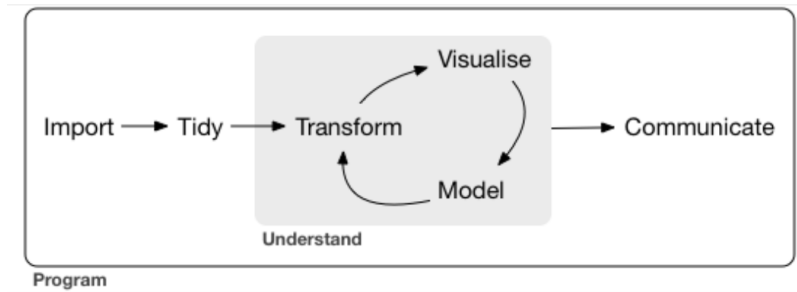 Import
Tidy
Transform
Visualise
Model
Communicate
Understand
Program